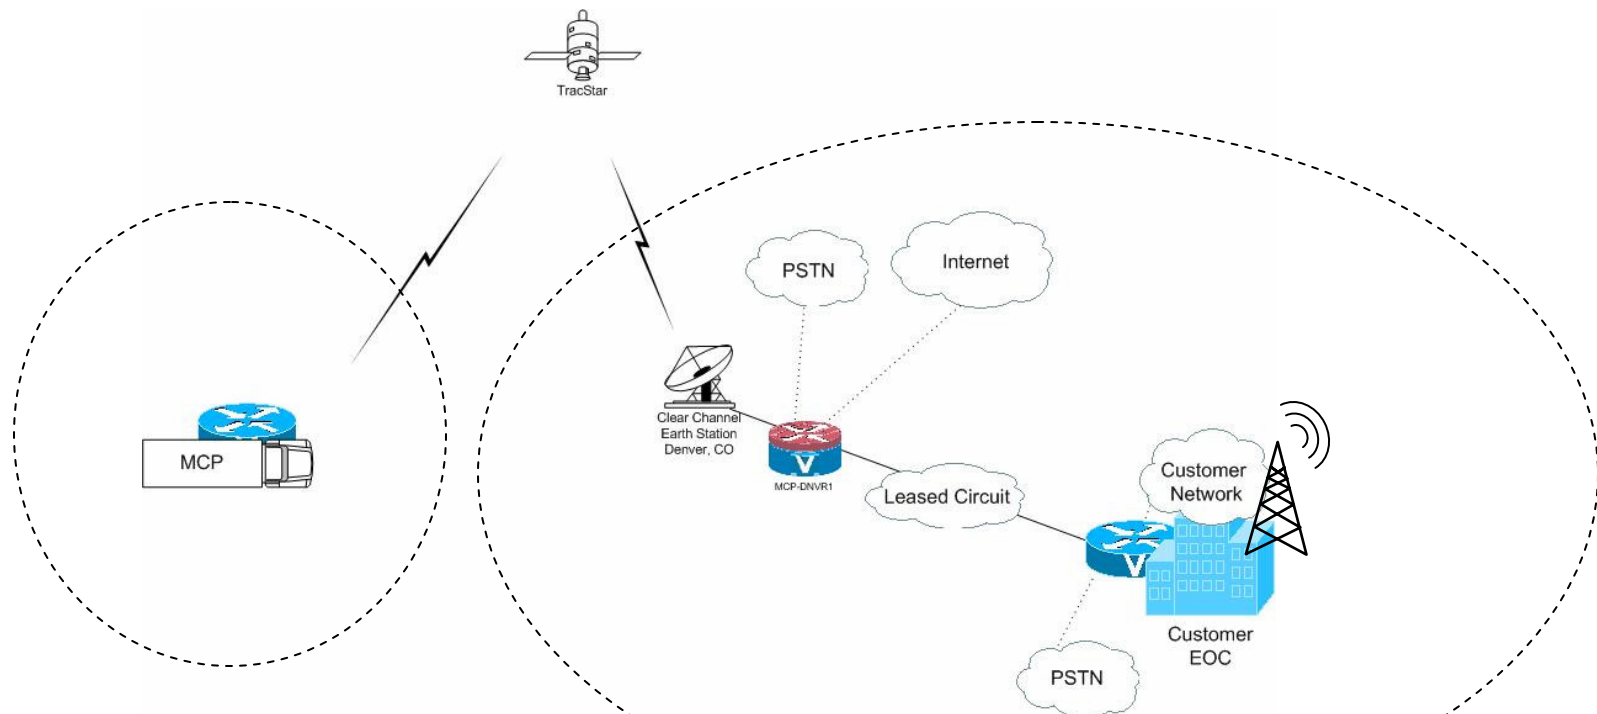 TracStar
PSTN
Internet
Clear Channel
Earth Station
Denver, CO
MCP
MCP-DNVR1
V
Leased Circuit
Customer
Network
V
Customer
EOC
PSTN